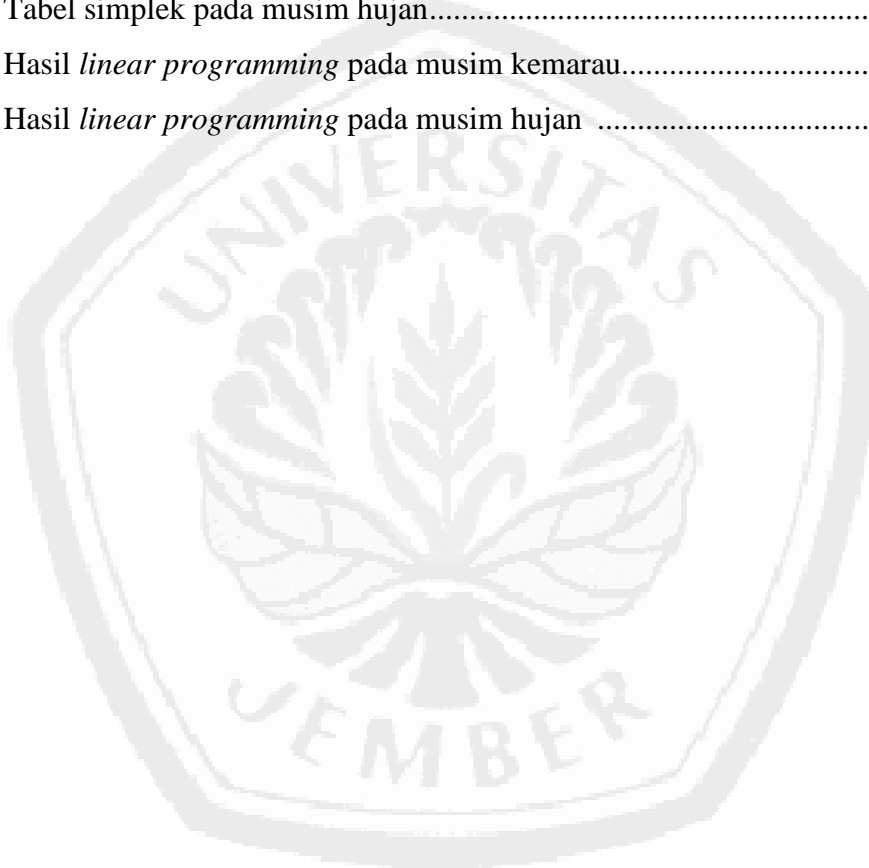 Tabel simplek pada musim hujan..........................................................
Hasil linear programming pada musim kemarau..............................
Hasil linear programming pada musim hujan .................................
UNIVERSITAS
JEMBER